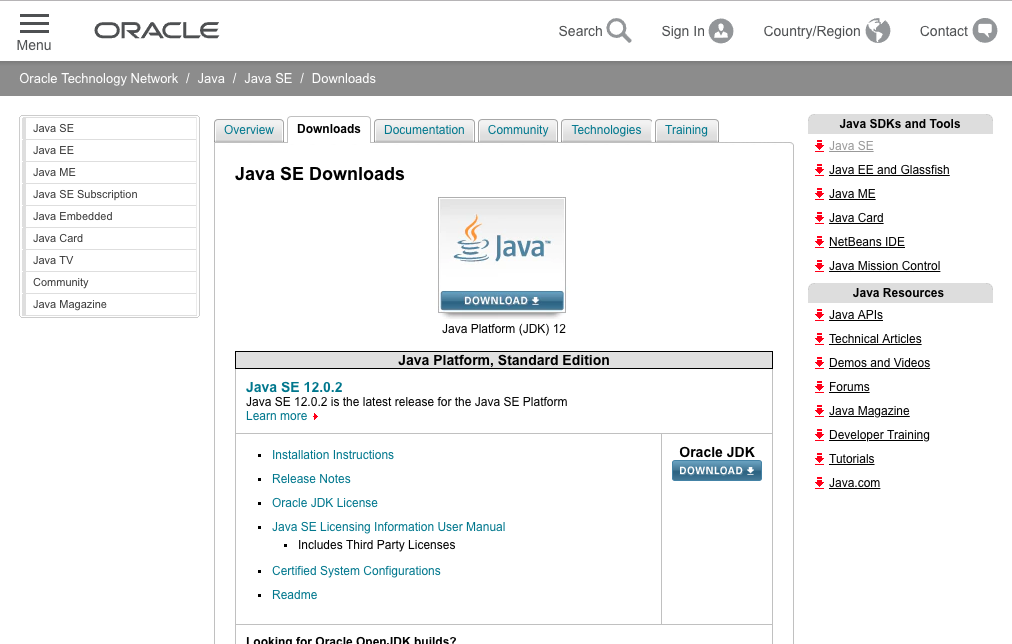 Menu
ORACLE
Search
Sign In
Country/Region
Contact
Oracle Technology Network / Java / Java SE / Downloads
Java SE
Java EE
Java ME
Java SE Subscription
Java Embedded
Java Card
Java TV
Community
Java Magazine
Overview
Downloads
Documentation
Community
Technologies
Training
Java SE Downloads
Java™
DOWNLOAD
Java Platform (JDK) 12
Java Platform, Standard Edition
Java SE 12.0.2
Java SE 12.0.2 is the latest release for the Java SE Platform
Learn more
Installation Instructions
Release Notes
Oracle JDK License
Java SE Licensing Information User Manual
Includes Third Party Licenses
Certified System Configurations
Readme
Oracle JDK
DOWNLOAD
Looking for Oracle OpenJDK builds?
Java SDKs and Tools
Java SE
Java EE and Glassfish
Java ME
Java Card
NetBeans IDE
Java Mission Control
Java Resources
Java APIs
Technical Articles
Demos and Videos
Forums
Java Magazine
Developer Training
Tutorials
Java.com